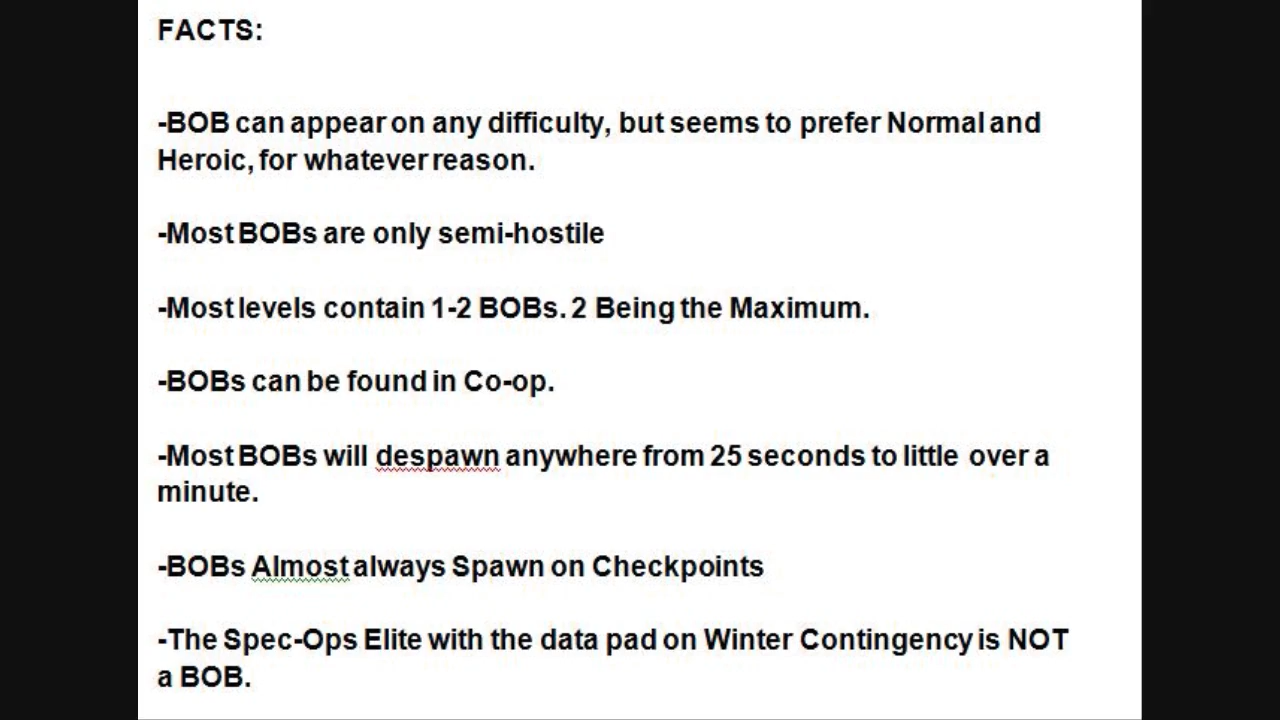 FACTS:
-BOB can appear on any difficulty, but seems to prefer Normal and
Heroic, for whatever reason.
-Most BOBs are only semi-hostile
-Most levels contain 1-2 BOBs. 2 Being the Maximum.
-BOBs can be found in Co-op.
-Most BOBs will despawn anywhere from 25 seconds to little over a
minute.
-BOBs Almost always Spawn on Checkpoints
-The Spec-Ops Elite with the data pad on Winter Contingency is NOT
a BOB.